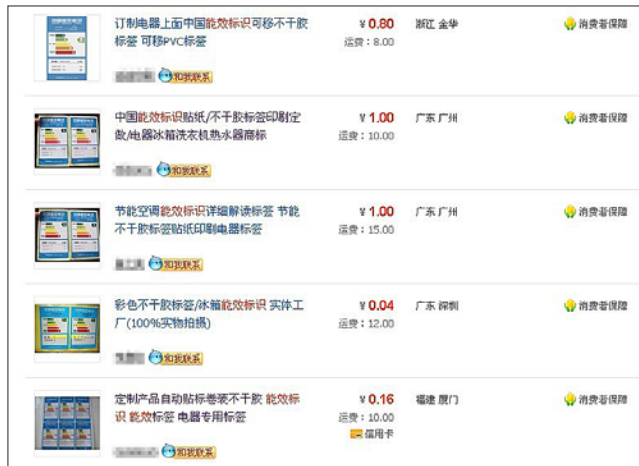 订制电器上面中国能效标识可移不干胶
标签 可移PVC标签
¥ 0.80
运费：8.00
浙江 金华
消费者保障
和我联系
中国能效标识贴纸/不干胶标签印刷定
做/电器冰箱洗衣机热水器商标
¥ 1.00
运费：10.00
广东 广州
消费者保障
和我联系
节能空调能效标识详细解读标签 节能
不干胶标签贴纸印刷电器标签
¥ 1.00
运费：15.00
广东 广州
消费者保障
和我联系
彩色不干胶标签/冰箱能效标识 实体工
厂(100%实物拍摄)
¥ 0.04
运费：12.00
广东 深圳
消费者保障
和我联系
定制产品自动贴标卷装不干胶 能效标
识 能效标签 电器专用标签
¥ 0.16
运费：10.00
信用卡
福建 厦门
消费者保障
和我联系